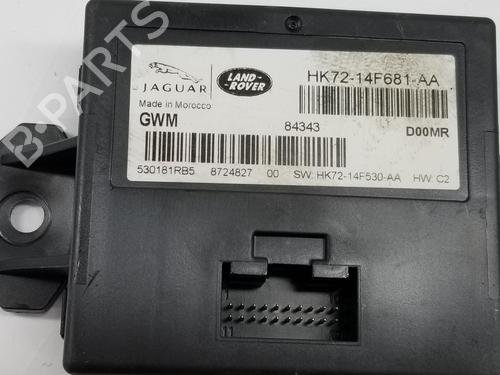 JAGUAR
LAND-
ROVER
HK72-14F681-AA
Made in Morocco
GWM
84343
D00MR
530181RB5 8724827 00 SW: HK72-14F530-AA HW: C2
B-PARTS
11